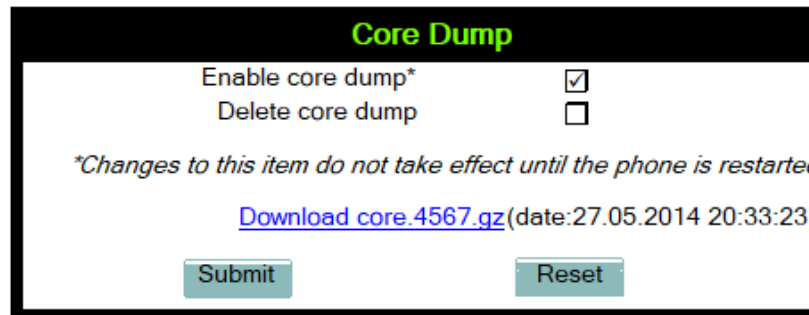 Core Dump
Enable core dump*
Delete core dump
*Changes to this item do not take effect until the phone is restarted
Download core.4567.gz(date:27.05.2014 20:33:23
Submit Reset